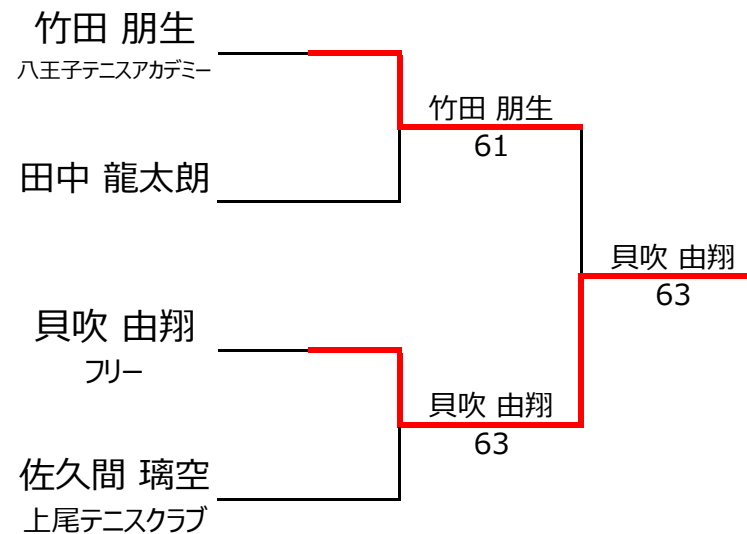 竹田 朋生
八王子テニスアカデミー
竹田 朋生
61
田中 龍太朗
貝吹 由翔
63
貝吹 由翔
フリー
貝吹 由翔
63
佐久間 璃空
上尾テニスクラブ